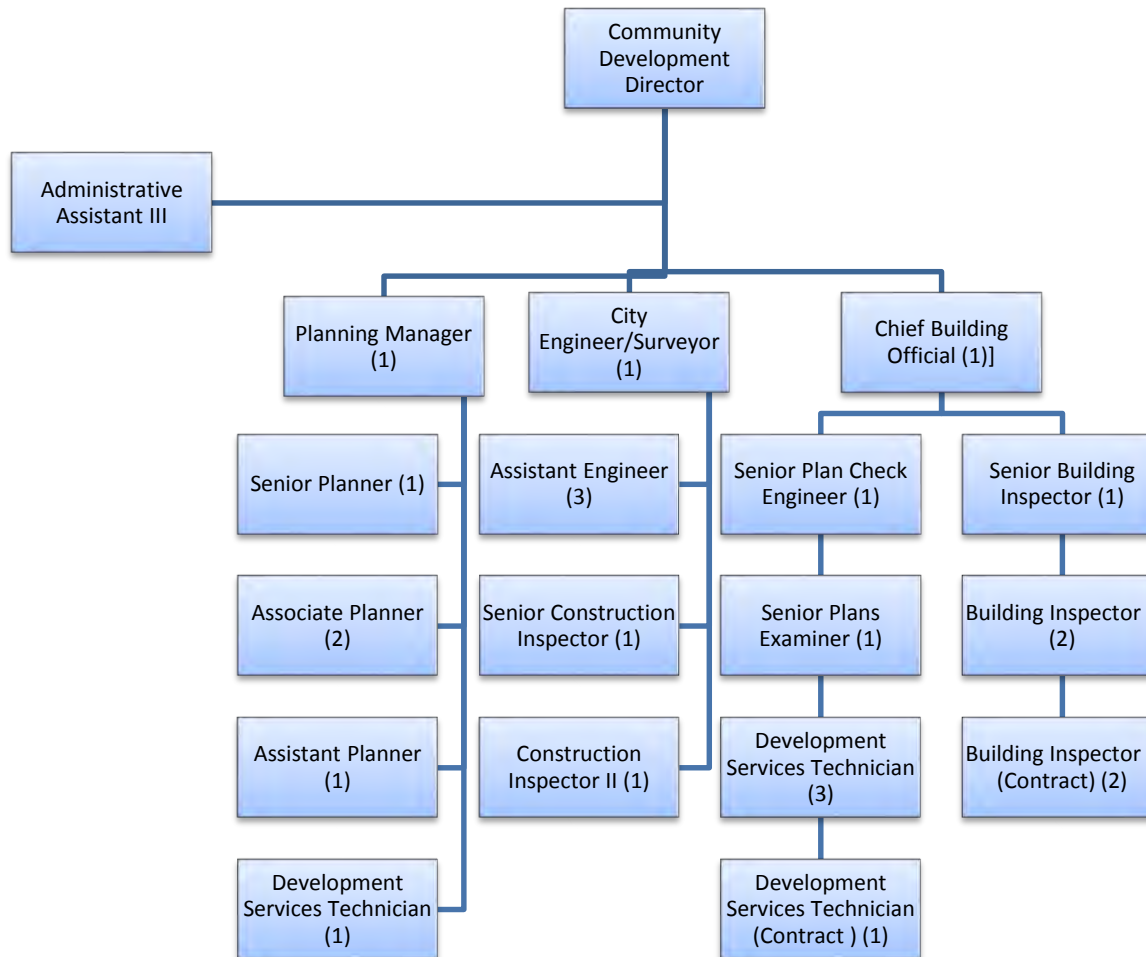 Community
Development
Director
Administrative
Assistant III
Planning Manager
(1)
City
Engineer/Surveyor
(1)
Chief Building
Official (1)]
Senior Planner (1)
Assistant Engineer
(3)
Senior Plan Check
Engineer (1)
Senior Building
Inspector (1)
Associate Planner
(2)
Senior Construction
Inspector (1)
Senior Plans
Examiner (1)
Building Inspector
(2)
Assistant Planner
(1)
Construction
Inspector II (1)
Development
Services Technician
(3)
Building Inspector
(Contract) (2)
Development
Services Technician
(1)
Development
Services Technician
(Contract ) (1)